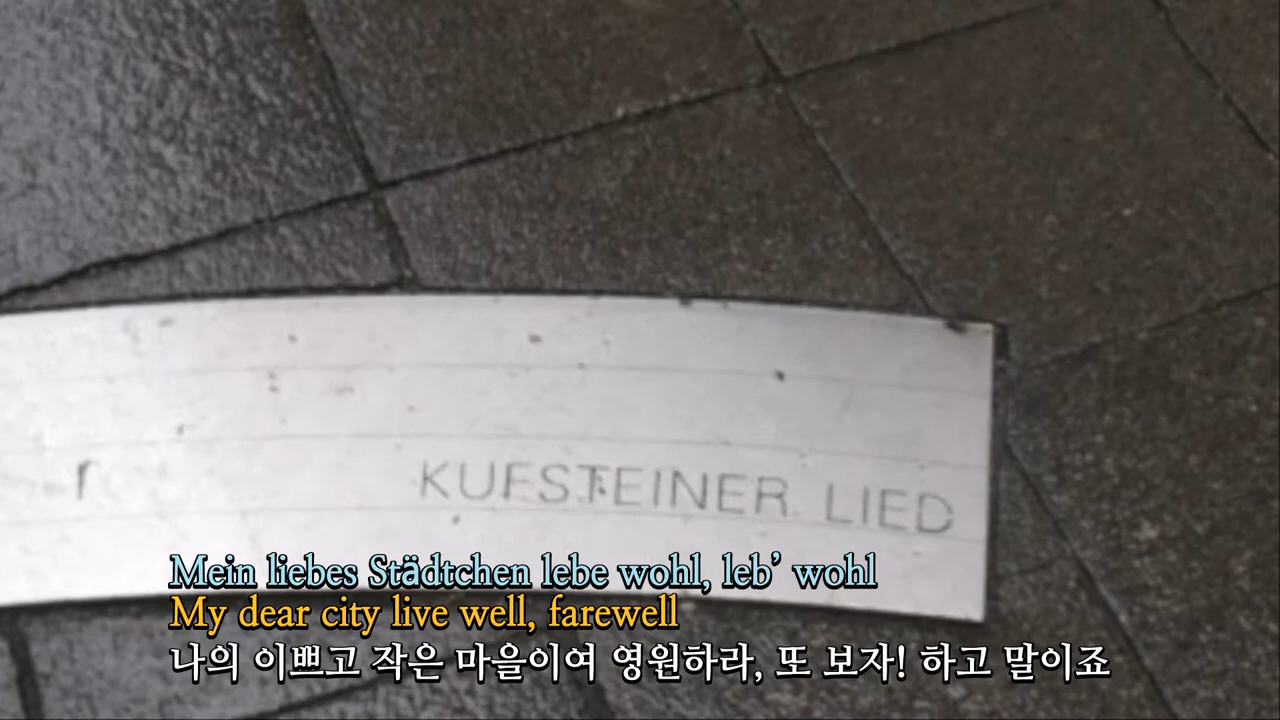 KUFSTEINER LIED
Mein liebes Städtchen lebe wohl, leb’ wohl
My dear city live well, farewell
나의 이쁘고 작은 마을이여 영원하라, 또 보자! 하고 말이죠